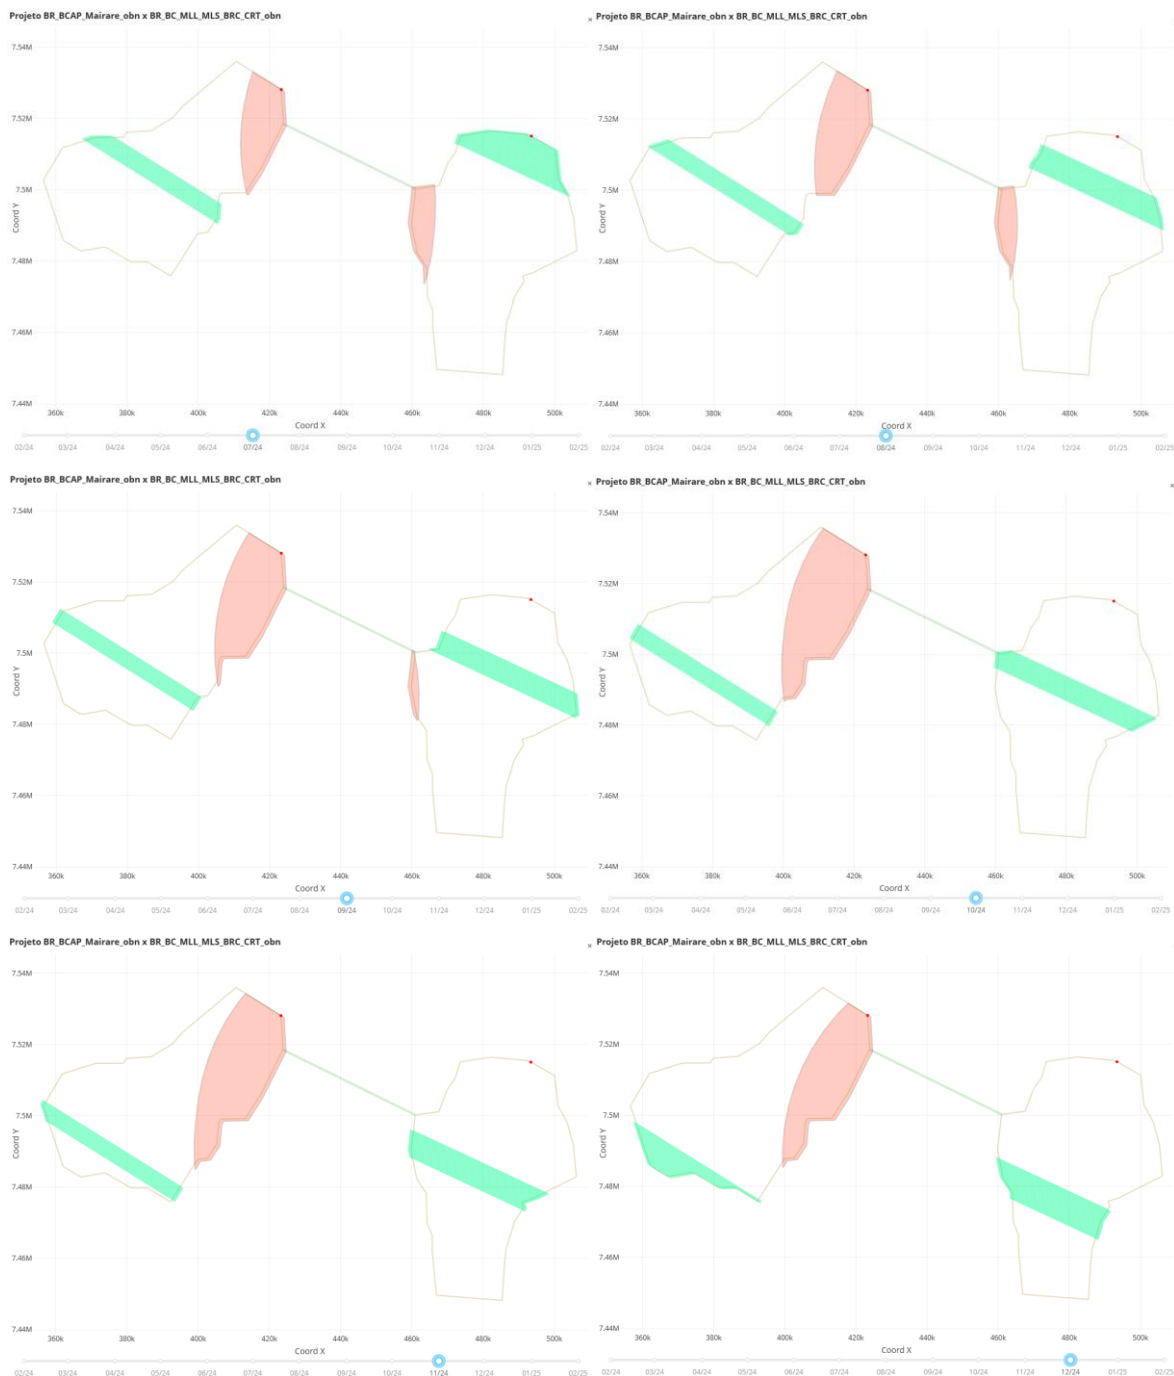 Projeto BR_BCAP_Mairare_obn x BR_BC_MLL_MLS_BRC_CRT_obn
7.54M
7.52M
7.5M
7.48M
7.46M
7.44M
Coord Y
360k 380k 400k 420k 440k 460k 480k 500k
Coord X
02/24 03/24 04/24 05/24 06/24 07/24 08/24 09/24 10/24 11/24 12/24 01/25 02/25
Projeto BR_BCAP_Mairare_obn x BR_BC_MLL_MLS_BRC_CRT_obn
7.54M
7.52M
7.5M
7.48M
7.46M
7.44M
Coord Y
360k 380k 400k 420k 440k 460k 480k 500k
Coord X
02/24 03/24 04/24 05/24 06/24 07/24 08/24 09/24 10/24 11/24 12/24 01/25 02/25
Projeto BR_BCAP_Mairare_obn x BR_BC_MLL_MLS_BRC_CRT_obn
7.54M
7.52M
7.5M
7.48M
7.46M
7.44M
Coord Y
360k 380k 400k 420k 440k 460k 480k 500k
Coord X
02/24 03/24 04/24 05/24 06/24 07/24 08/24 09/24 10/24 11/24 12/24 01/25 02/25
Projeto BR_BCAP_Mairare_obn x BR_BC_MLL_MLS_BRC_CRT_obn
7.54M
7.52M
7.5M
7.48M
7.46M
7.44M
Coord Y
360k 380k 400k 420k 440k 460k 480k 500k
Coord X
02/24 03/24 04/24 05/24 06/24 07/24 08/24 09/24 10/24 11/24 12/24 01/25 02/25
Projeto BR_BCAP_Mairare_obn x BR_BC_MLL_MLS_BRC_CRT_obn
7.54M
7.52M
7.5M
7.48M
7.46M
7.44M
Coord Y
360k 380k 400k 420k 440k 460k 480k 500k
Coord X
02/24 03/24 04/24 05/24 06/24 07/24 08/24 09/24 10/24 11/24 12/24 01/25 02/25
Projeto BR_BCAP_Mairare_obn x BR_BC_MLL_MLS_BRC_CRT_obn
7.54M
7.52M
7.5M
7.48M
7.46M
7.44M
Coord Y
360k 380k 400k 420k 440k 460k 480k 500k
Coord X
02/24 03/24 04/24 05/24 06/24 07/24 08/24 09/24 10/24 11/24 12/24 01/25 02/25